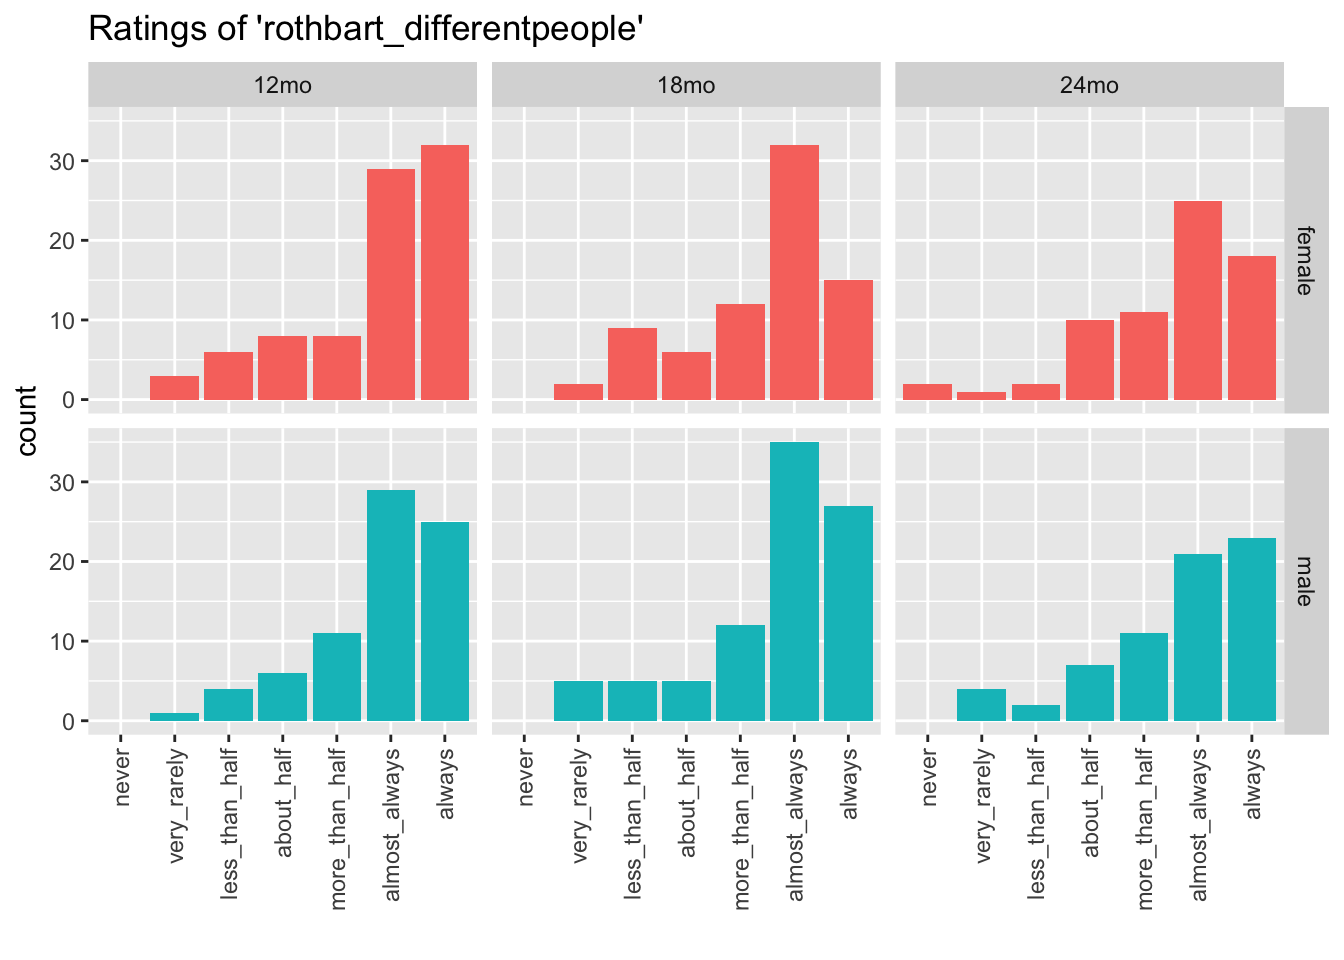 Ratings of 'rothbart_differentpeople'
12mo
18mo
24mo
30
20
10
0
female
count
30
20
10
0
male
never
very_rarely
less_than_half
about_half
more_than_half
almost_always
always
never
very_rarely
less_than_half
about_half
more_than_half
almost_always
always
never
very_rarely
less_than_half
about_half
more_than_half
almost_always
always